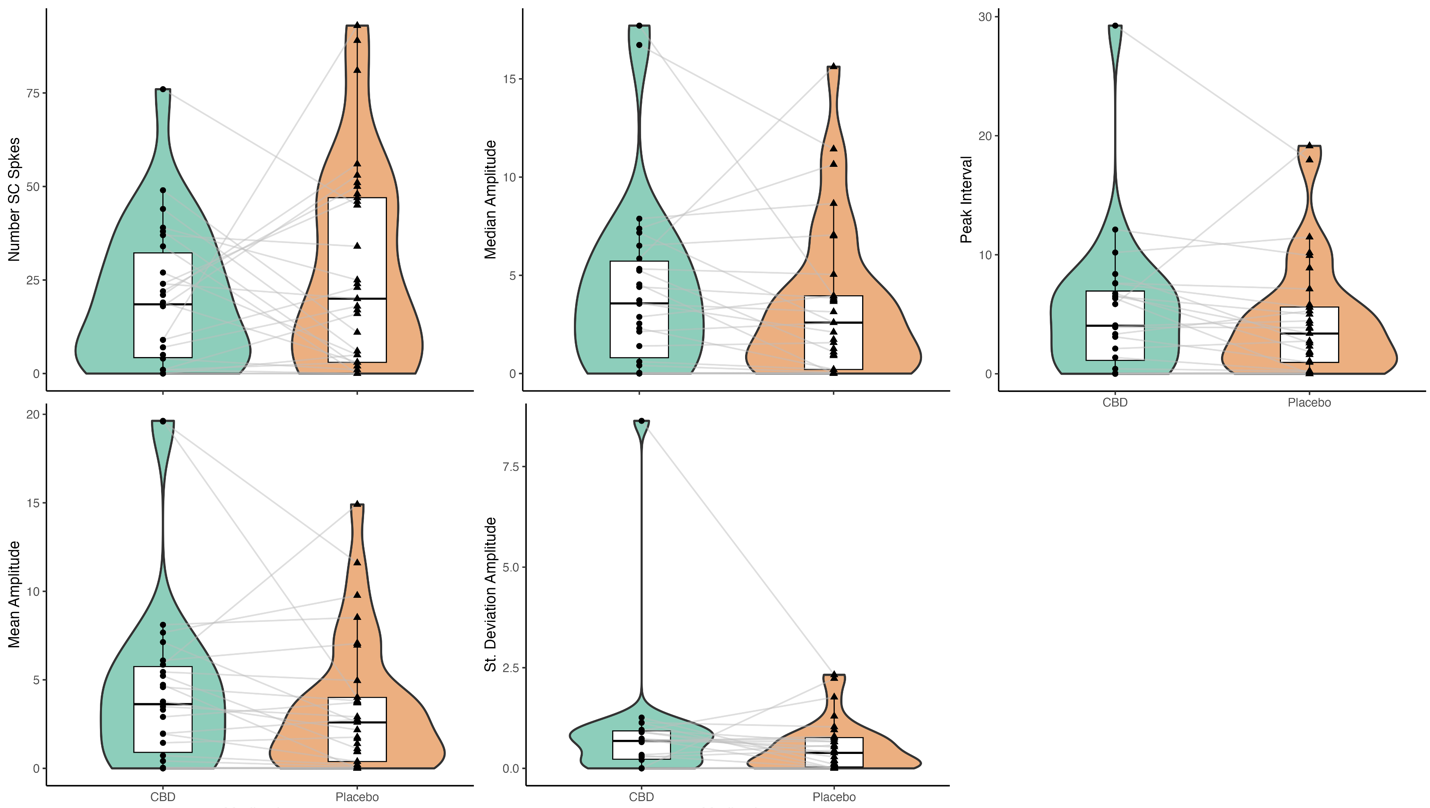 Number SC Spkes
75
50
25
0
Median Amplitude
15
10
5
0
Peak Interval
30
20
10
0
CBD
Placebo
Mean Amplitude
20
15
10
5
0
CBD
Placebo
St. Deviation Amplitude
7.5
5.0
2.5
0.0
CBD
Placebo